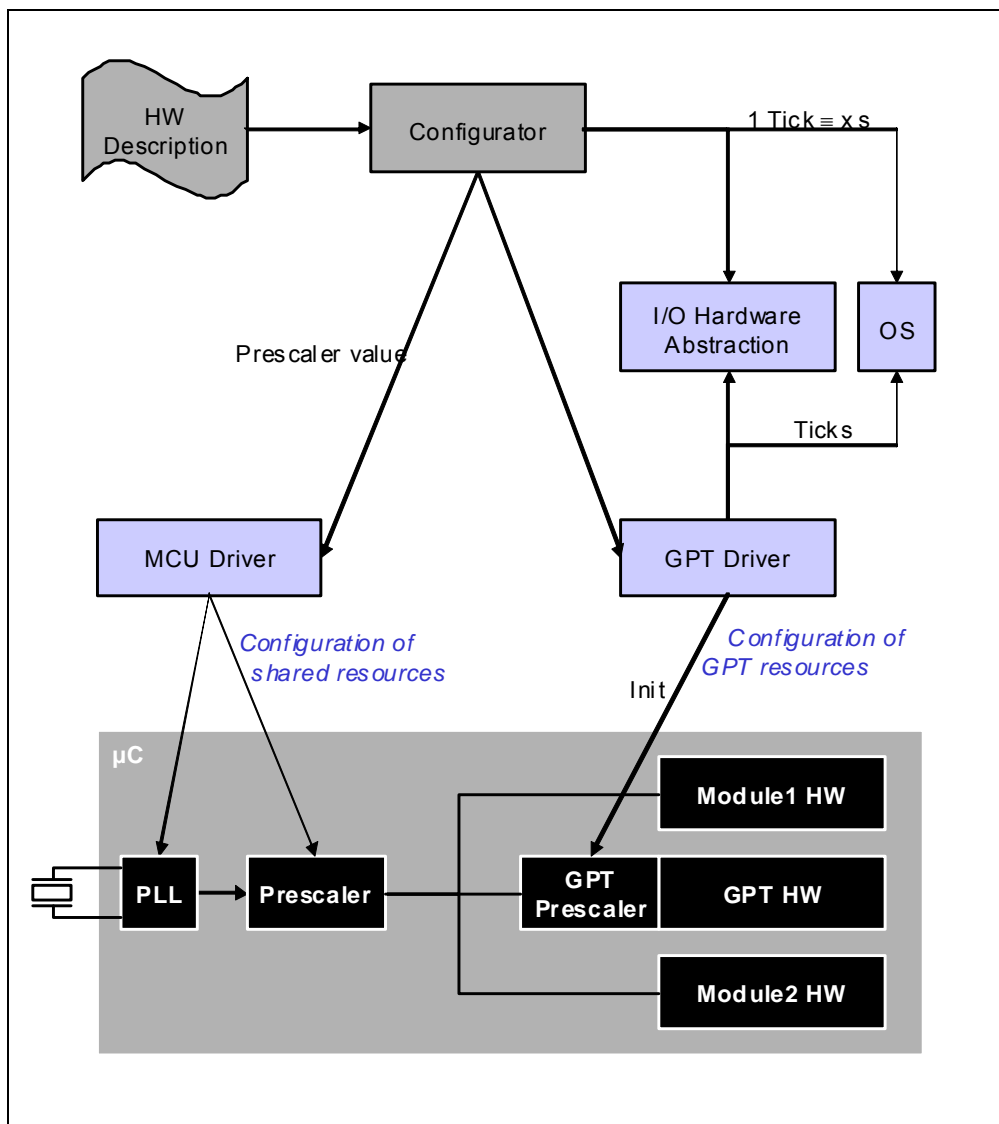 HW
Description
Configurator
1 Tick ≡ x s
I/O Hardware
Abstraction
OS
Prescaler value
Ticks
MCU Driver
GPT Driver
Configuration of
shared resources
Configuration of
GPT resources
Init
µC
Module1 HW
PLL
Prescaler
GPT
Prescaler
GPT HW
Module2 HW